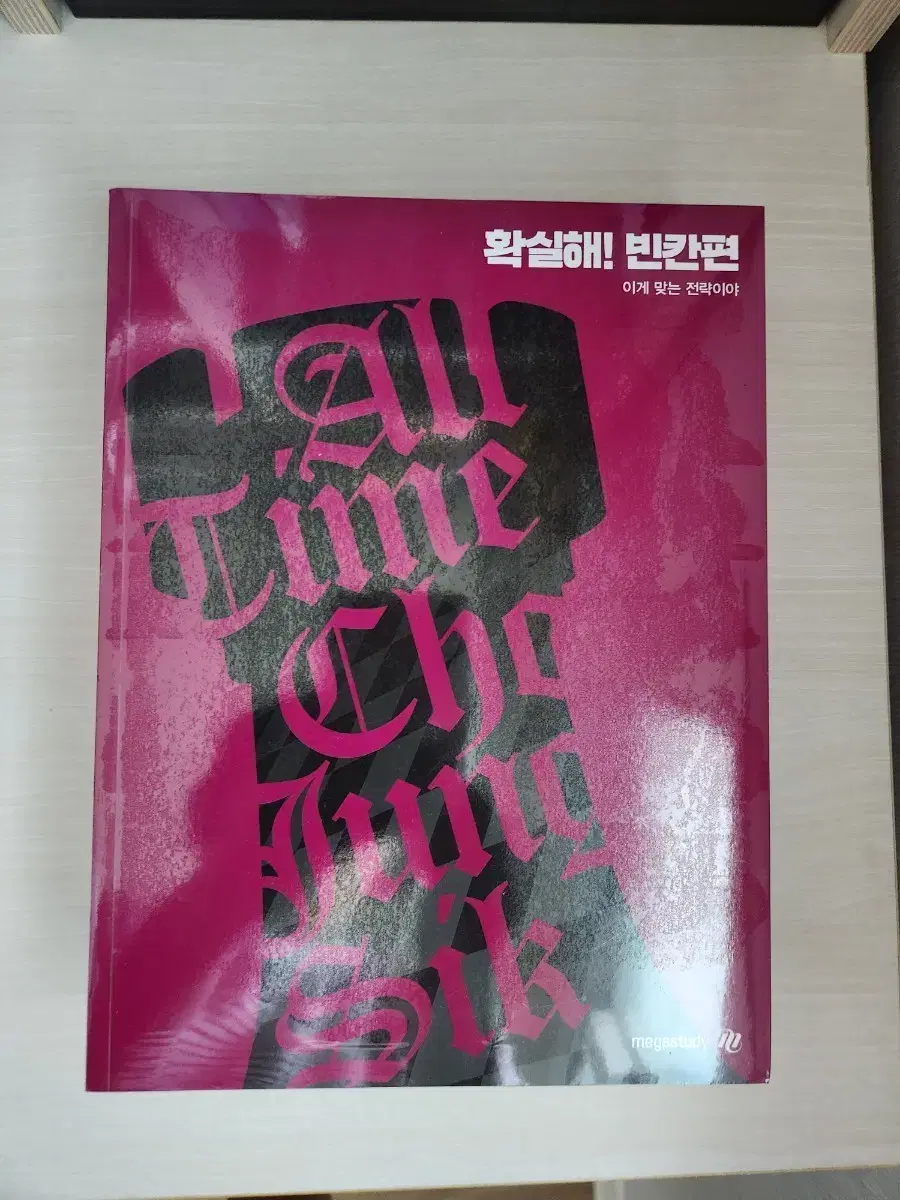 확실해! 빈칸편
이게 맞는 전략이야
All
Time
Cho
Jung
Sik
megastudy